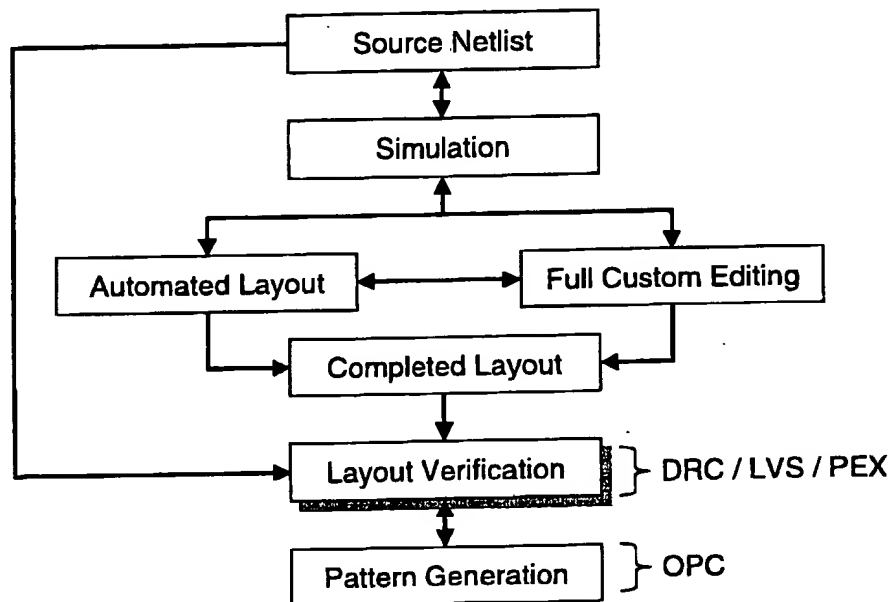 Source Netlist
Simulation
Automated Layout
Full Custom Editing
Completed Layout
Layout Verification
DRC / LVS / PEX
Pattern Generation
OPC